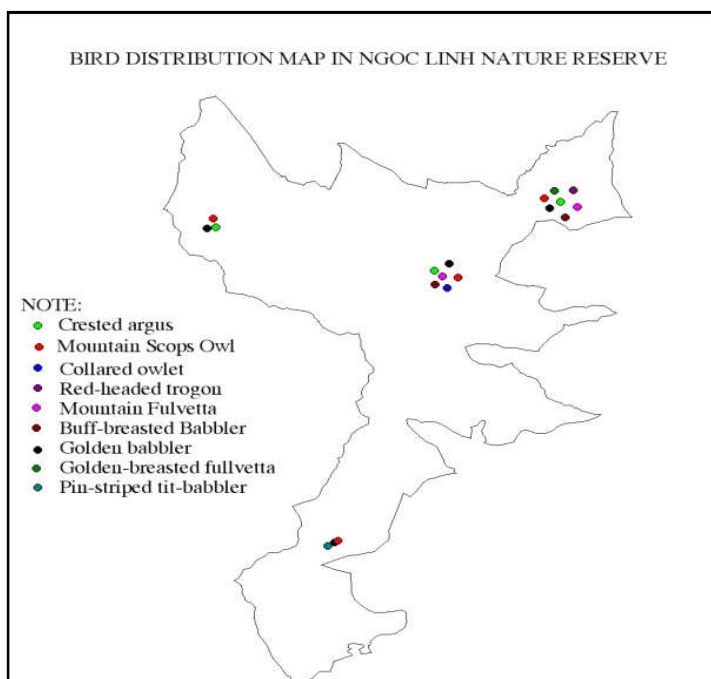 BIRD DISTRIBUTION MAP IN NGOC LINH NATURE RESERVE
NOTE:
Crested argus
Mountain Scops Owl
Collared owlet
Red-headed trogon
Mountain Fulvetta
Buff-breasted Babbler
Golden babbler
Golden-breasted fullvetta
Pin-striped tit-babbler